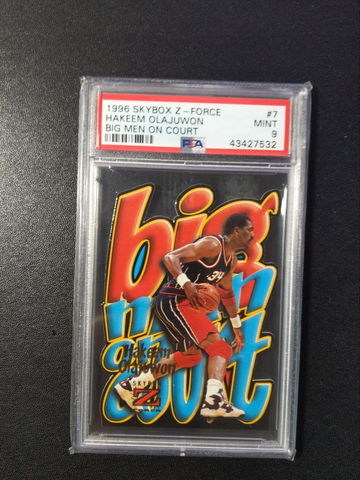 1996 SKYBOX Z-FORCE #7
HAKEEM OLAJUWON MINT
BIG MEN ON COURT 9
PSA 43427532
big
men on
court
34
Hakeem
Olajuwon
SKYBOX
Z